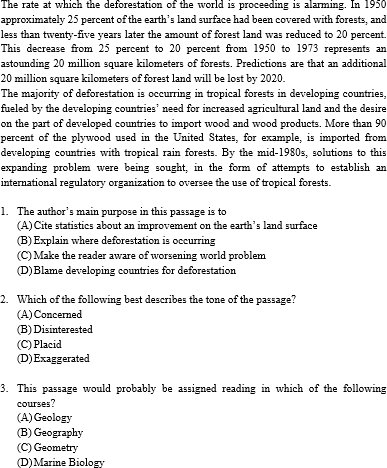 The rate at which the deforestation of the world is proceeding is alarming. In 1950
approximately 25 percent of the earth's land surface had been covered with forests, and
less than twenty-five years later the amount of forest land was reduced to 20 percent.
This decrease from 25 percent to 20 percent from 1950 to 1973 represents an
astounding 20 million square kilometers of forests. Predictions are that an additional
20 million square kilometers of forest land will be lost by 2020.
The majority of deforestation is occurring in tropical forests in developing countries,
fueled by the developing countries' need for increased agricultural land and the desire
on the part of developed countries to import wood and wood products. More than 90
percent of the plywood used in the United States, for example, is imported from
developing countries with tropical rain forests. By the mid-1980s, solutions to this
expanding problem were being sought, in the form of attempts to establish an
international regulatory organization to oversee the use of tropical forests.
1. The author's main purpose in this passage is to
(A) Cite statistics about an improvement on the earth's land surface
(B) Explain where deforestation is occurring
(C) Make the reader aware of worsening world problem
(D) Blame developing countries for deforestation
2. Which of the following best describes the tone of the passage?
(A) Concerned
(B) Disinterested
(C) Placid
(D) Exaggerated
3. This passage would probably be assigned reading in which of the following
courses?
(A) Geology
(B) Geography
(C) Geometry
(D) Marine Biology